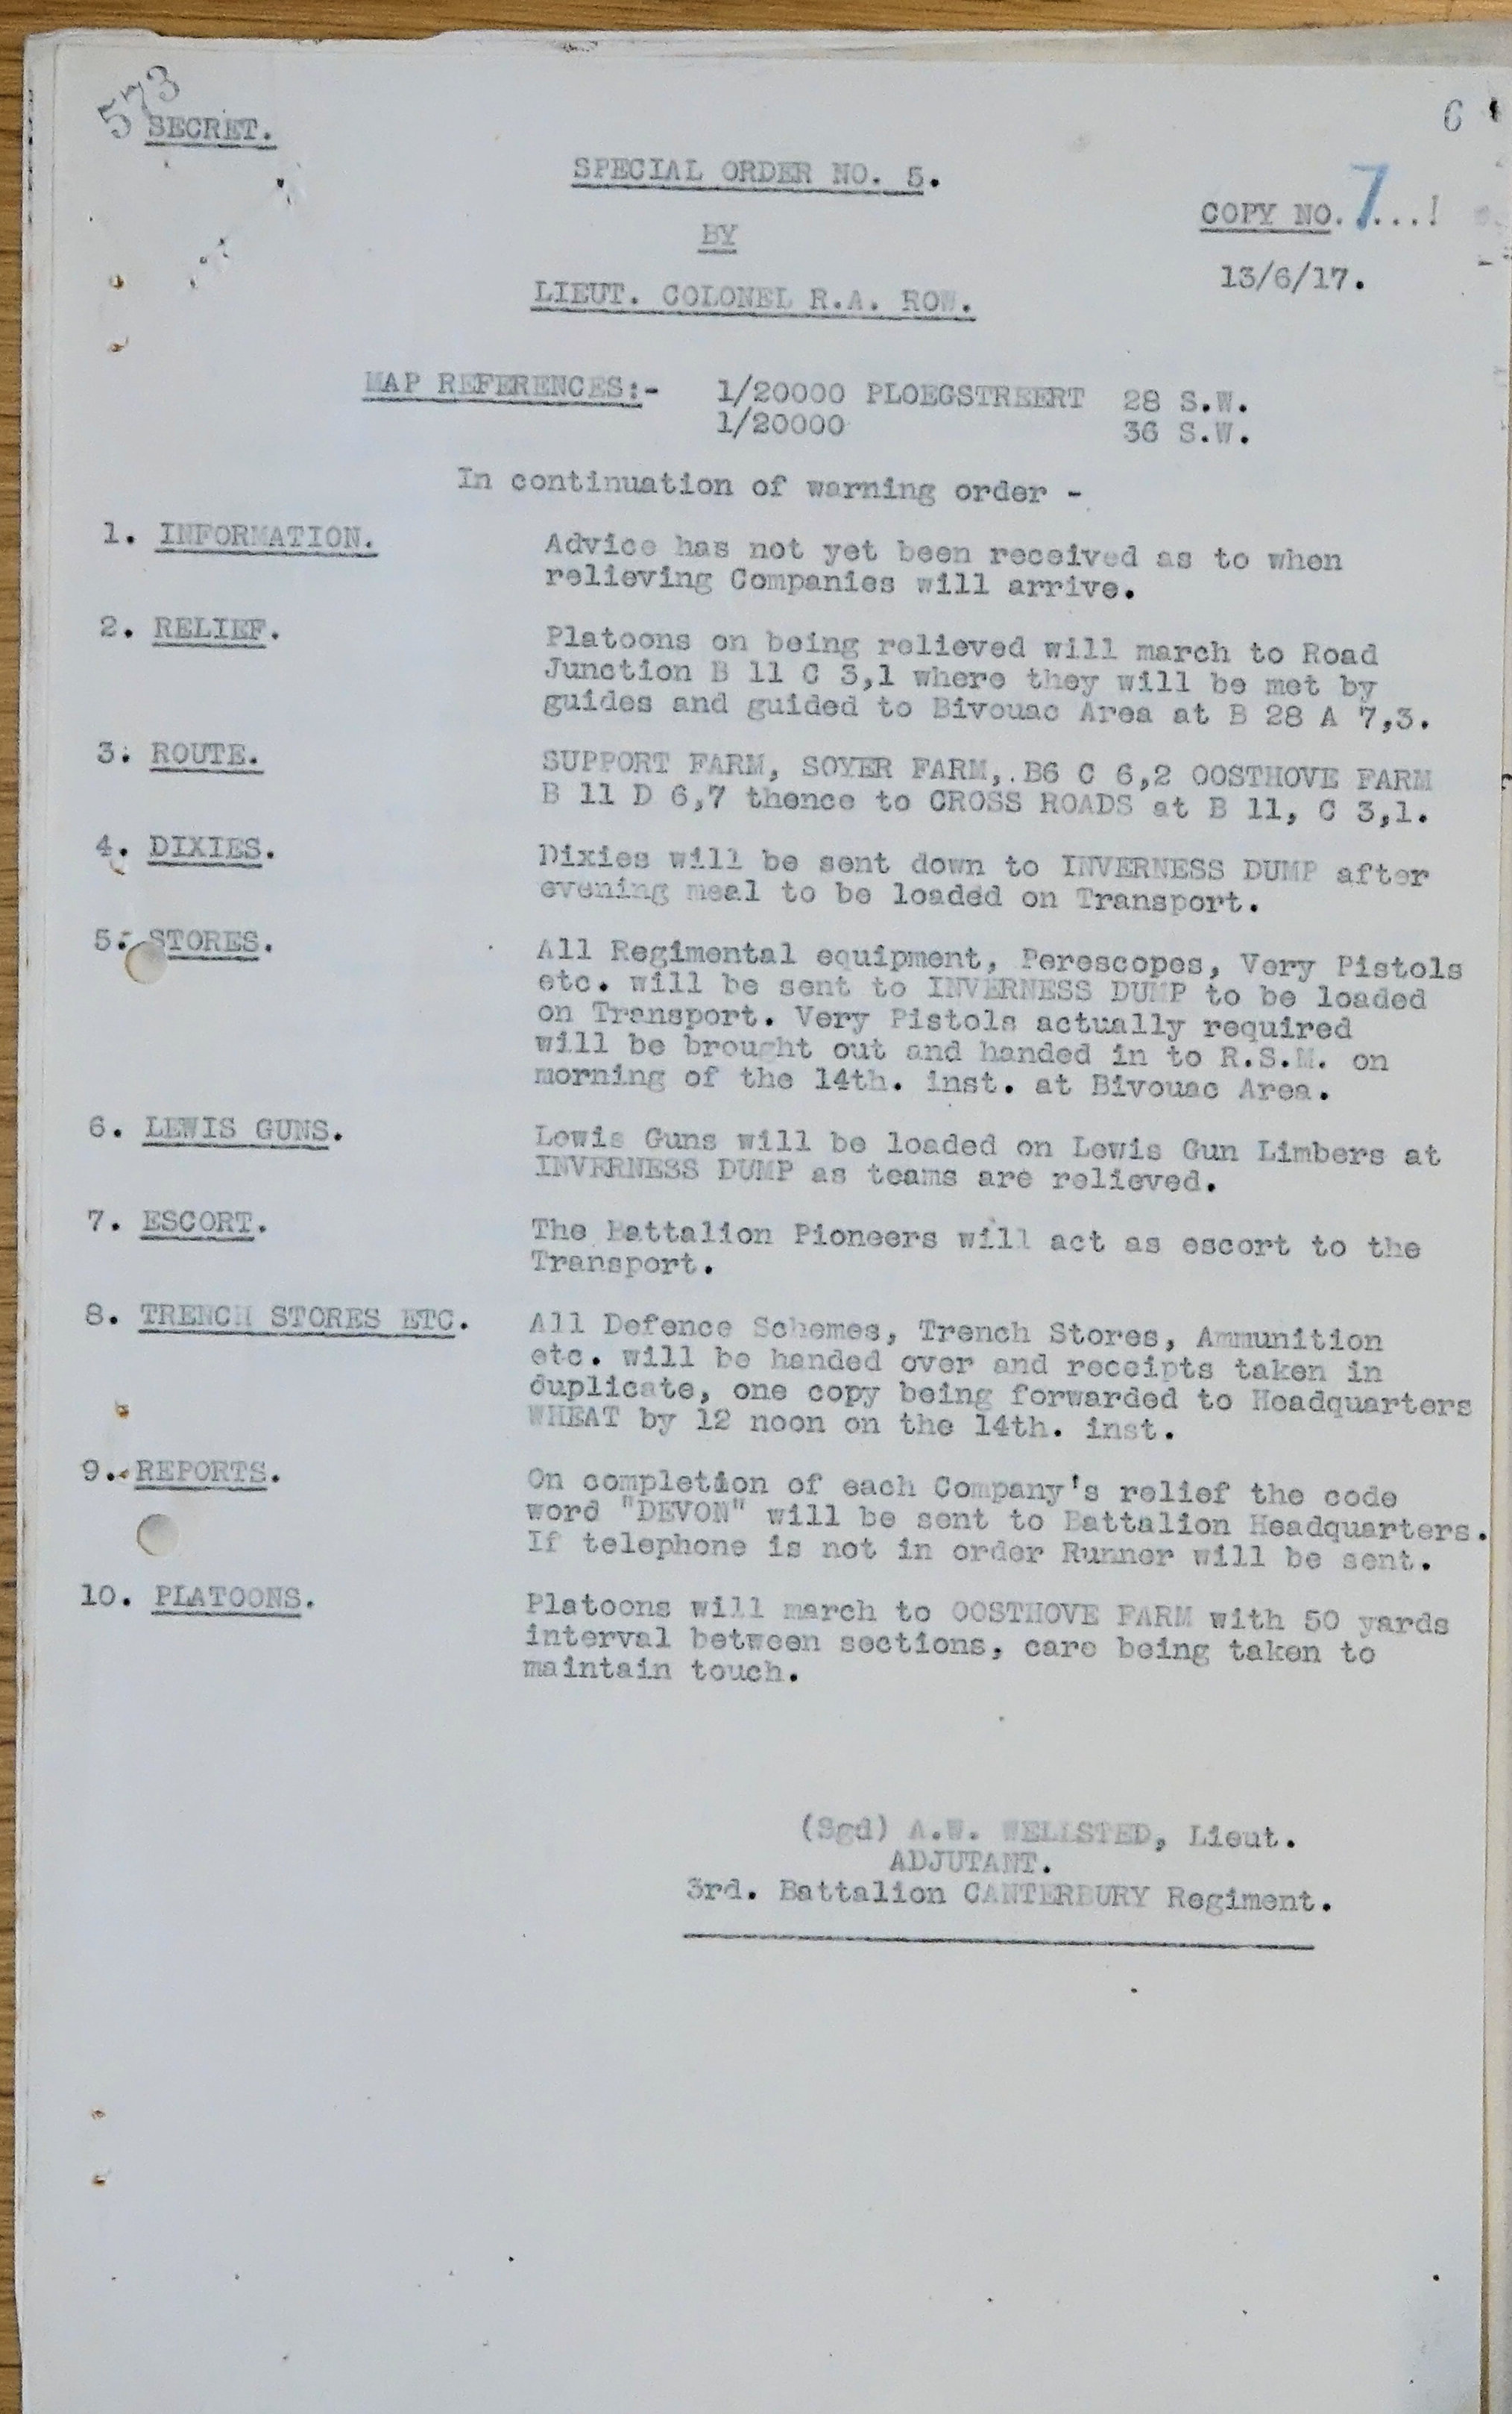 573
SECRET.
6
SPECIAL ORDER NO. 5.
COPY NO. 7....!
BY
13/6/17.
LIEUT. COLONEL R.A. ROW.
MAP REFERENCES:- 1/20000 PLOEGSTREERT 28 S.W.
1/20000 36 S.W.
In continuation of warning order -
1. INFORMATION. Advice has not yet been received as to when
relieving Companies will arrive.
2. RELIEF. Platoons on being relieved will march to Road
Junction B 11 C 3,1 where they will be met by
guides and guided to Bivouac Area at B 28 A 7,3.
3. ROUTE. SUPPORT FARM, SOYER FARM, B6 C 6,2 OOSTHOVE FARM
B 11 D 6,7 thence to CROSS ROADS at B 11, C 3,1.
4. DIXIES. Dixies will be sent down to INVERNESS DUMP after
evening meal to be loaded on Transport.
5. STORES. All Regimental equipment, Perescopes, Very Pistols
etc. will be sent to INVERNESS DUMP to be loaded
on Transport. Very Pistols actually required
will be brought out and handed in to R.S.M. on
morning of the 14th. inst. at Bivouac Area.
6. LEWIS GUNS. Lewis Guns will be loaded on Lewis Gun Limbers at
INVERNESS DUMP as teams are relieved.
7. ESCORT. The Battalion Pioneers will act as escort to the
Transport.
8. TRENCH STORES ETC. All Defence Schemes, Trench Stores, Ammunition
etc. will be handed over and receipts taken in
duplicate, one copy being forwarded to Headquarters
WHEAT by 12 noon on the 14th. inst.
9. REPORTS. On completion of each Company's relief the code
word "DEVON" will be sent to Battalion Headquarters.
If telephone is not in order Runner will be sent.
10. PLATOONS. Platoons will march to OOSTHOVE FARM with 50 yards
interval between sections, care being taken to
maintain touch.
(Sgd) A.W. WELLSTED, Lieut.
ADJUTANT.
3rd. Battalion CANTERBURY Regiment.